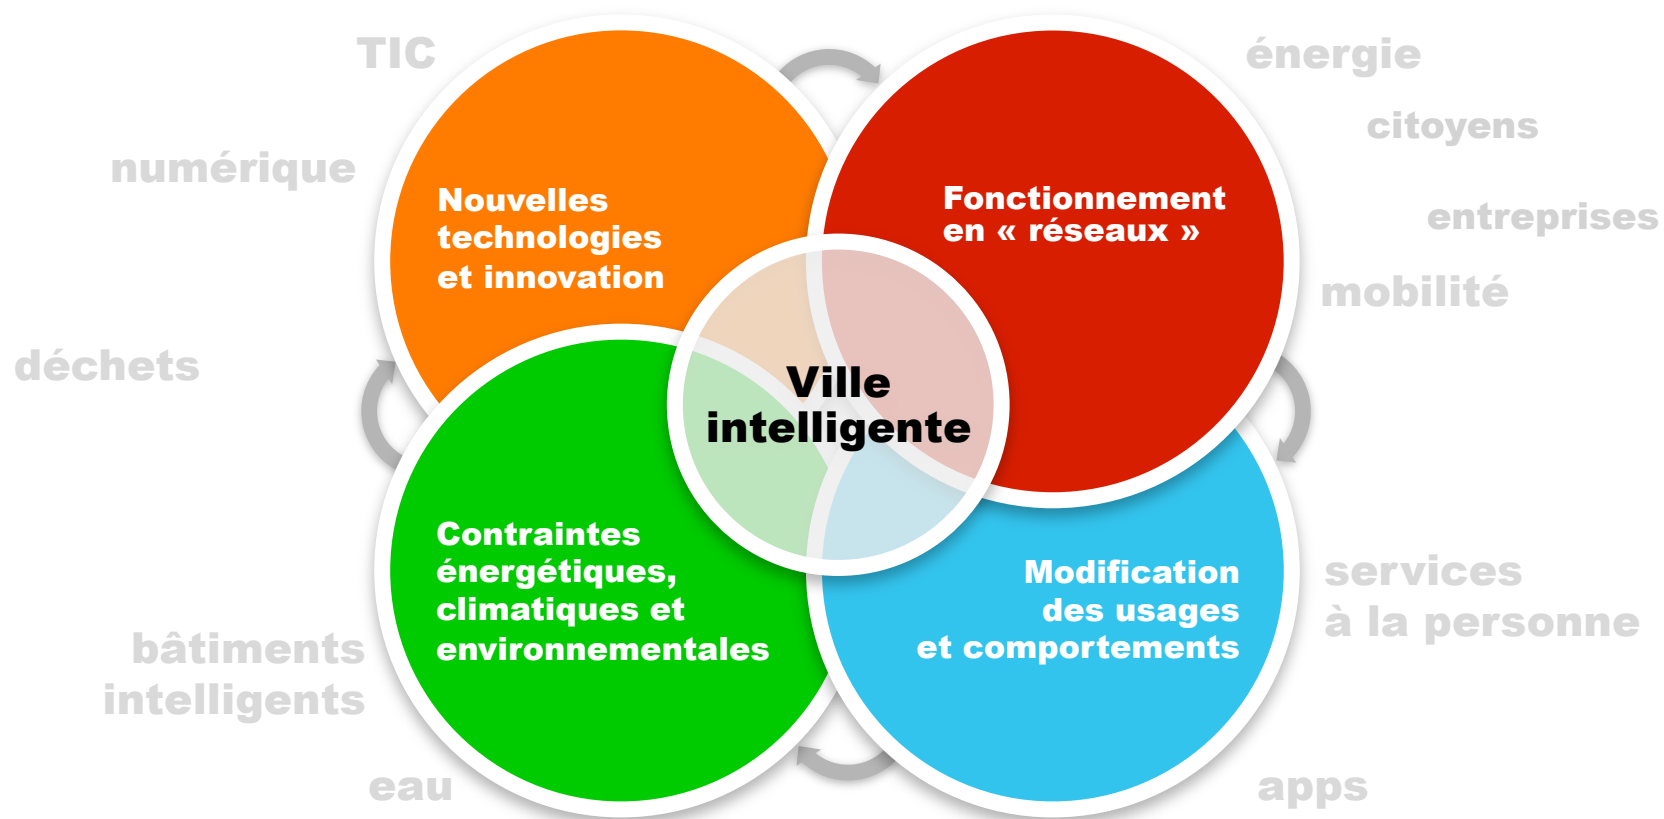 TIC
énergie
citoyens
numérique
entreprises
Nouvelles
technologies
et innovation
Fonctionnement
en « réseaux »
mobilité
déchets
Ville
intelligente
Contraintes
énergétiques,
climatiques et
environnementales
Modification
des usages
et comportements
services
à la personne
bâtiments
intelligents
eau
apps